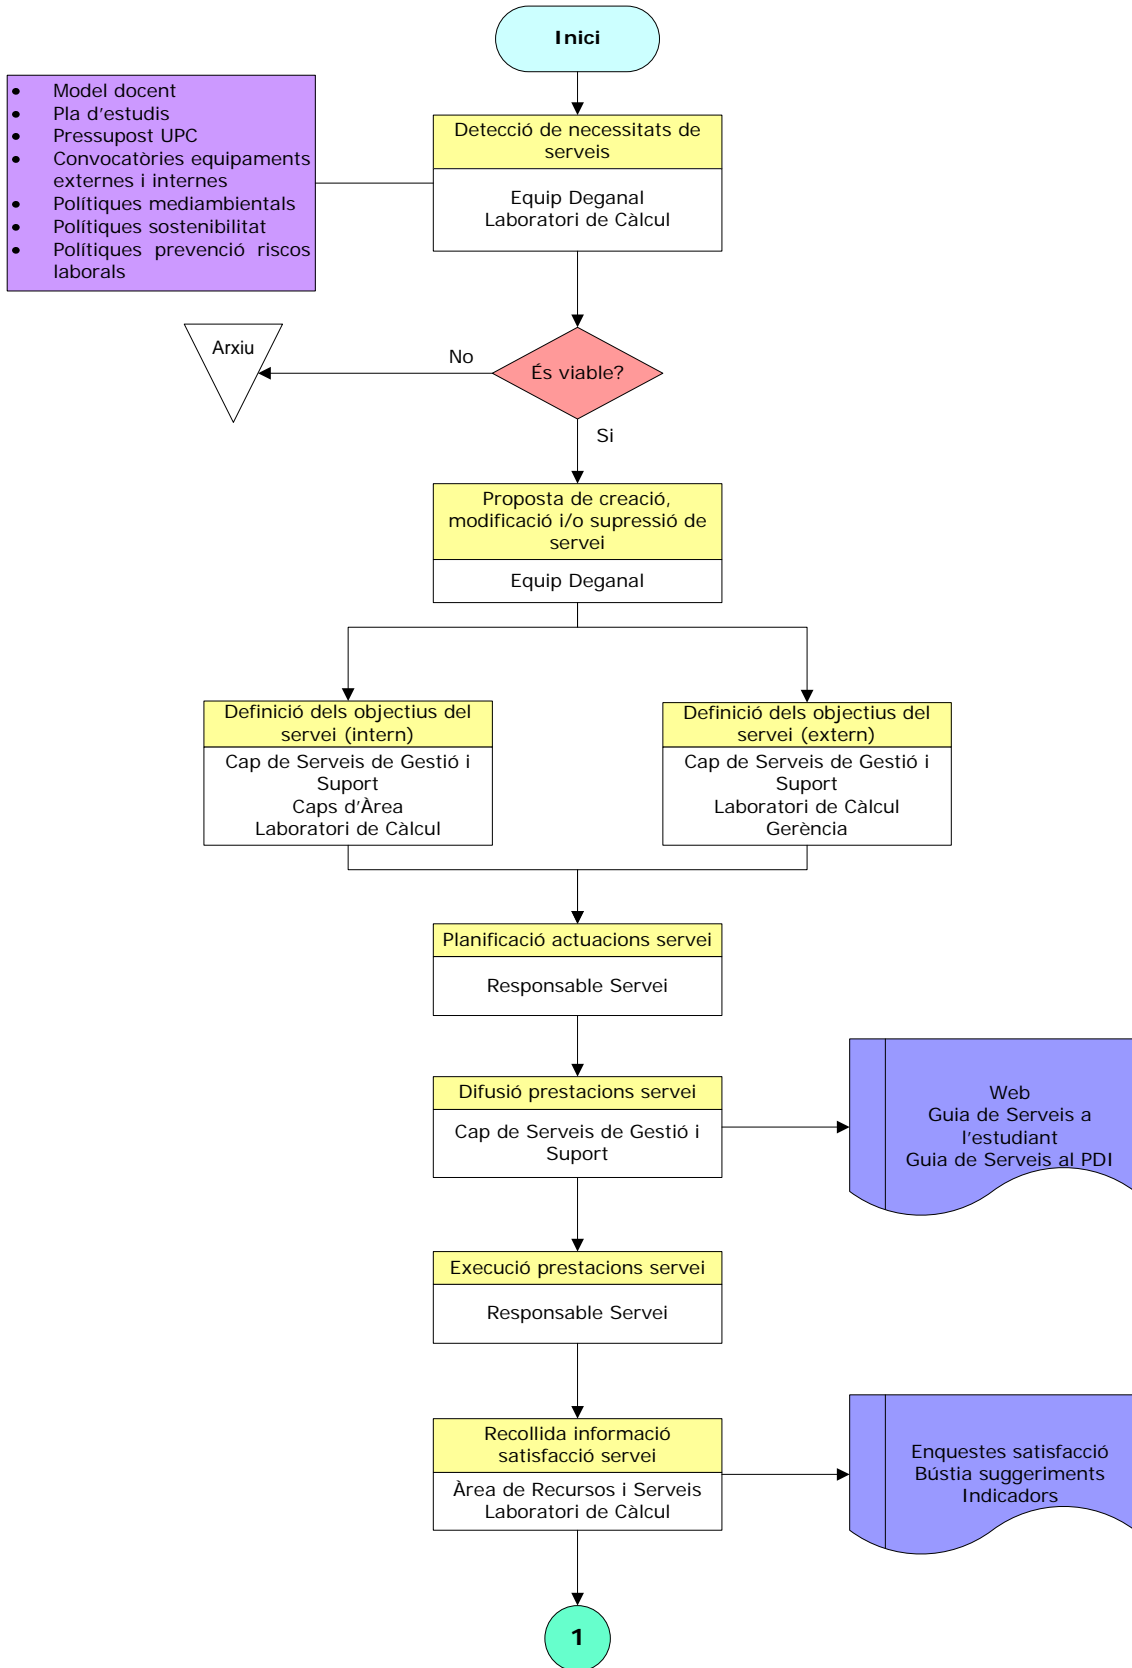 Inici
• Model docent
• Pla d'estudis
• Pressupost UPC
• Convocatòries equipaments
externes i internes
• Polítiques mediambientals
• Polítiques sostenibilitat
• Polítiques prevenció riscos
laborals
Detecció de necessitats de
serveis
Equip Deganal
Laboratori de Càlcul
Arxiu
No
És viable?
Si
Proposta de creació,
modificació i/o supressió de
servei
Equip Deganal
Definició dels objectius del
servei (intern)
Cap de Serveis de Gestió i
Suport
Caps d'Àrea
Laboratori de Càlcul
Definició dels objectius del
servei (extern)
Cap de Serveis de Gestió i
Suport
Laboratori de Càlcul
Gerència
Planificació actuacions servei
Responsable Servei
Difusió prestacions servei
Cap de Serveis de Gestió i
Suport
Web
Guia de Serveis a
l'estudiant
Guia de Serveis al PDI
Execució prestacions servei
Responsable Servei
Recollida informació
satisfacció servei
Àrea de Recursos i Serveis
Laboratori de Càlcul
Enquestes satisfacció
Bústia suggeriments
Indicadors
1